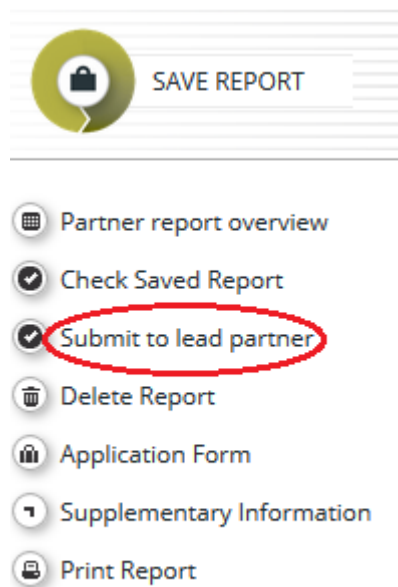 SAVE REPORT
Partner report overview
Check Saved Report
Submit to lead partner
Delete Report
Application Form
Supplementary Information
Print Report